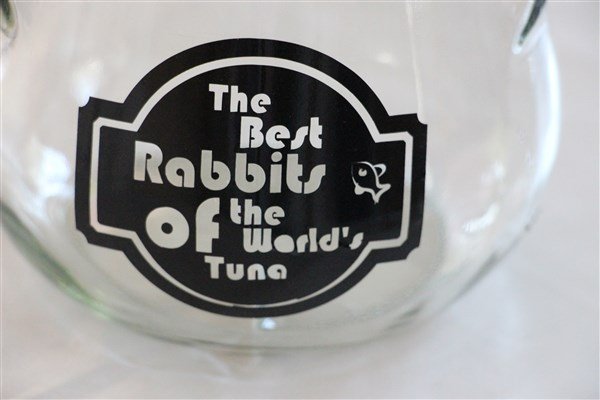 The
Best
Rabbits
of the
World's
Tuna